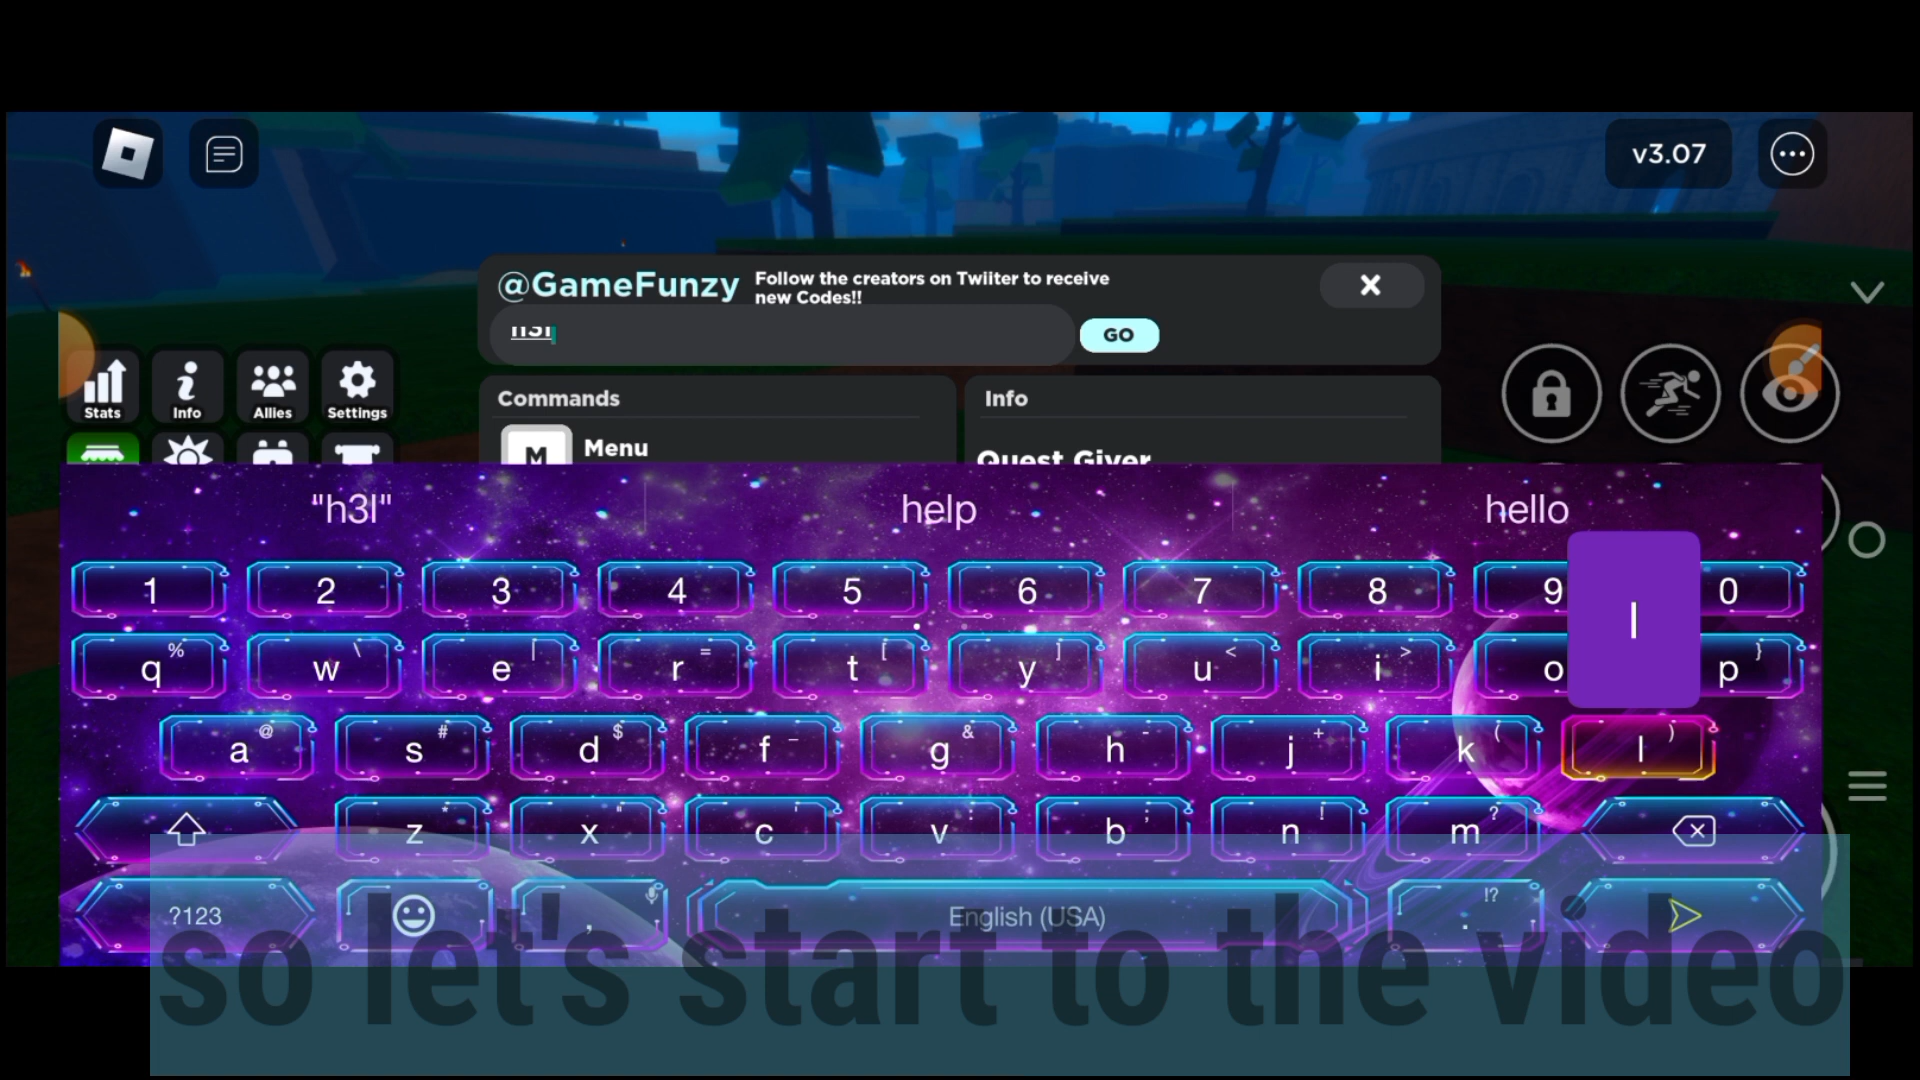 v3.07
@GameFunzy
Follow the creators on Twiiter to receive
new Codes!!
h3l
GO
Stats
Info
Allies
Settings
Commands
Info
M
Menu
Quest Giver
"h3l"
help
hello
1 2 3 4 5 6 7 8 9 0
l
q % w \ e | r = t [ y ] u < i > o p }
a @ s # d $ f _ g & h - j + k ( l )
z * x " c ' v : b ; n ! m ?
?123
,
English (USA)
!?
.
so let's start to the video